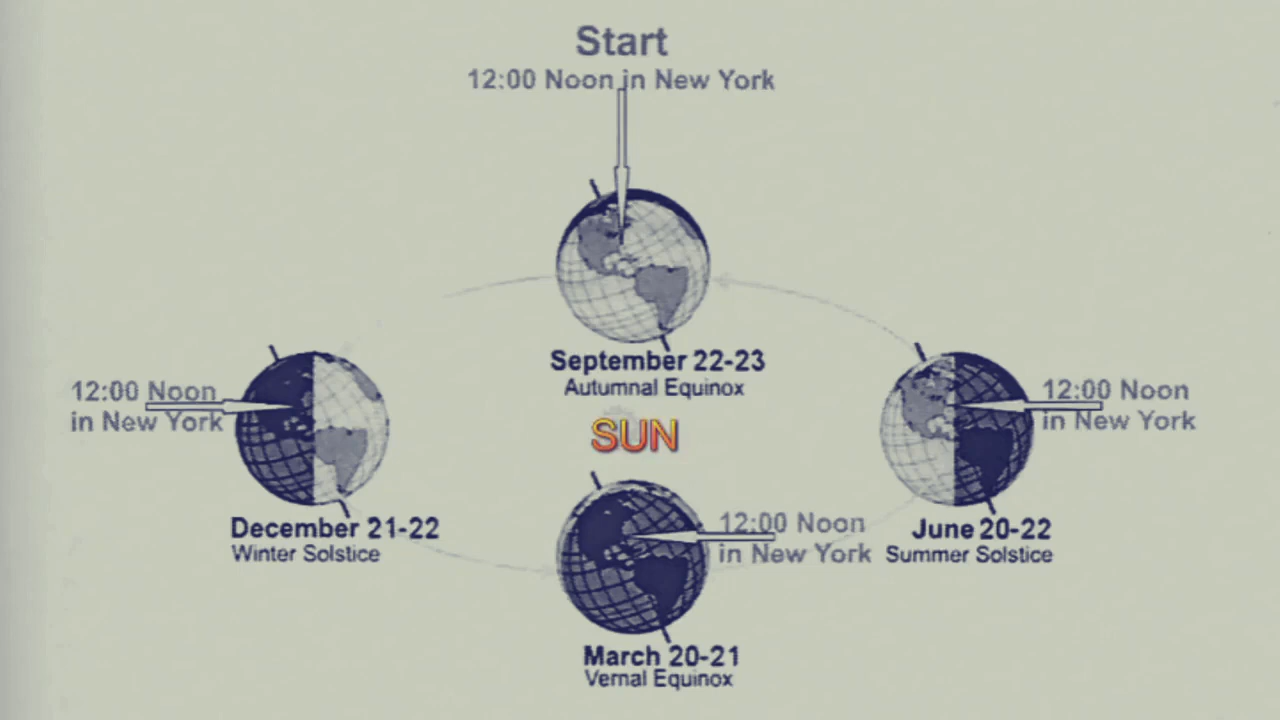 Start
12:00 Noon in New York
September 22-23
Autumnal Equinox
12:00 Noon
in New York
December 21-22
Winter Solstice
SUN
12:00 Noon
in New York
June 20-22
Summer Solstice
12:00 Noon
in New York
March 20-21
Vernal Equinox